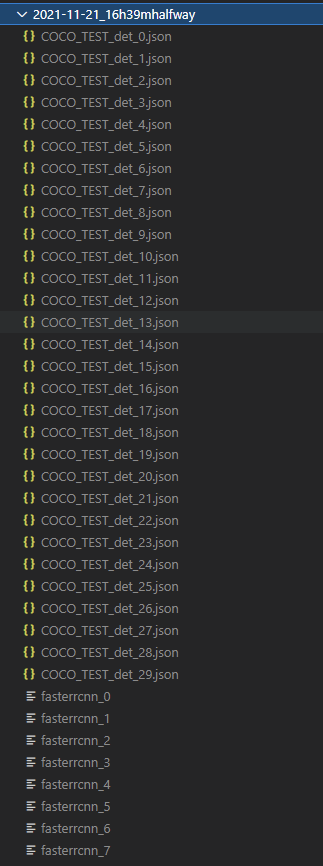 2021-11-21_16h39mhalfway
{} COCO_TEST_det_0.json
{} COCO_TEST_det_1.json
{} COCO_TEST_det_2.json
{} COCO_TEST_det_3.json
{} COCO_TEST_det_4.json
{} COCO_TEST_det_5.json
{} COCO_TEST_det_6.json
{} COCO_TEST_det_7.json
{} COCO_TEST_det_8.json
{} COCO_TEST_det_9.json
{} COCO_TEST_det_10.json
{} COCO_TEST_det_11.json
{} COCO_TEST_det_12.json
{} COCO_TEST_det_13.json
{} COCO_TEST_det_14.json
{} COCO_TEST_det_15.json
{} COCO_TEST_det_16.json
{} COCO_TEST_det_17.json
{} COCO_TEST_det_18.json
{} COCO_TEST_det_19.json
{} COCO_TEST_det_20.json
{} COCO_TEST_det_21.json
{} COCO_TEST_det_22.json
{} COCO_TEST_det_23.json
{} COCO_TEST_det_24.json
{} COCO_TEST_det_25.json
{} COCO_TEST_det_26.json
{} COCO_TEST_det_27.json
{} COCO_TEST_det_28.json
{} COCO_TEST_det_29.json
fasterrcnn_0
fasterrcnn_1
fasterrcnn_2
fasterrcnn_3
fasterrcnn_4
fasterrcnn_5
fasterrcnn_6
fasterrcnn_7